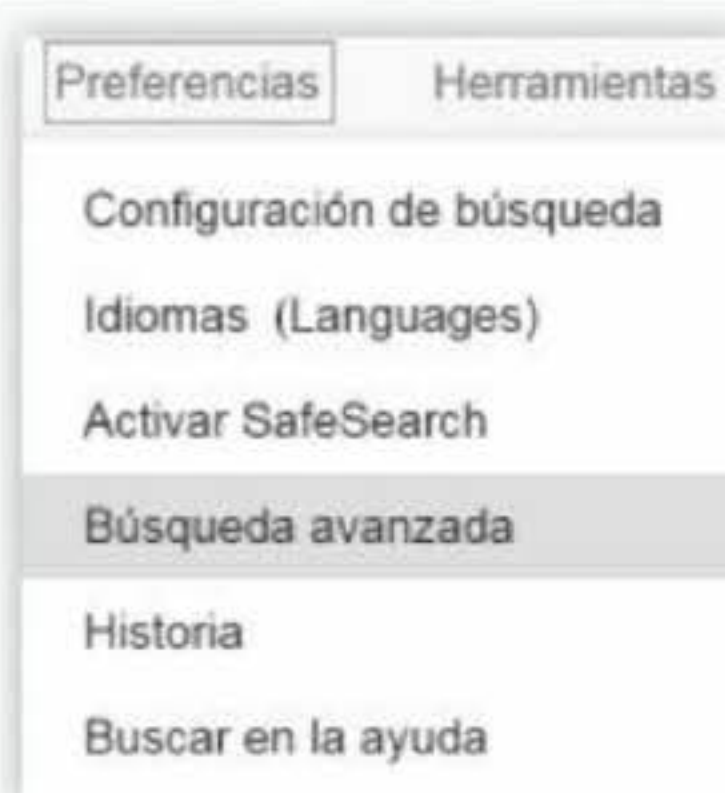 Preferencias Herramientas
Configuración de búsqueda
Idiomas (Languages)
Activar SafeSearch
Búsqueda avanzada
Historia
Buscar en la ayuda